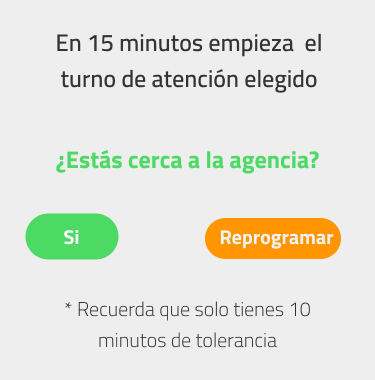 En 15 minutos empieza  el
turno de atención elegido
¿Estás cerca a la agencia?
Si
Reprogramar
* Recuerda que solo tienes 10
minutos de tolerancia